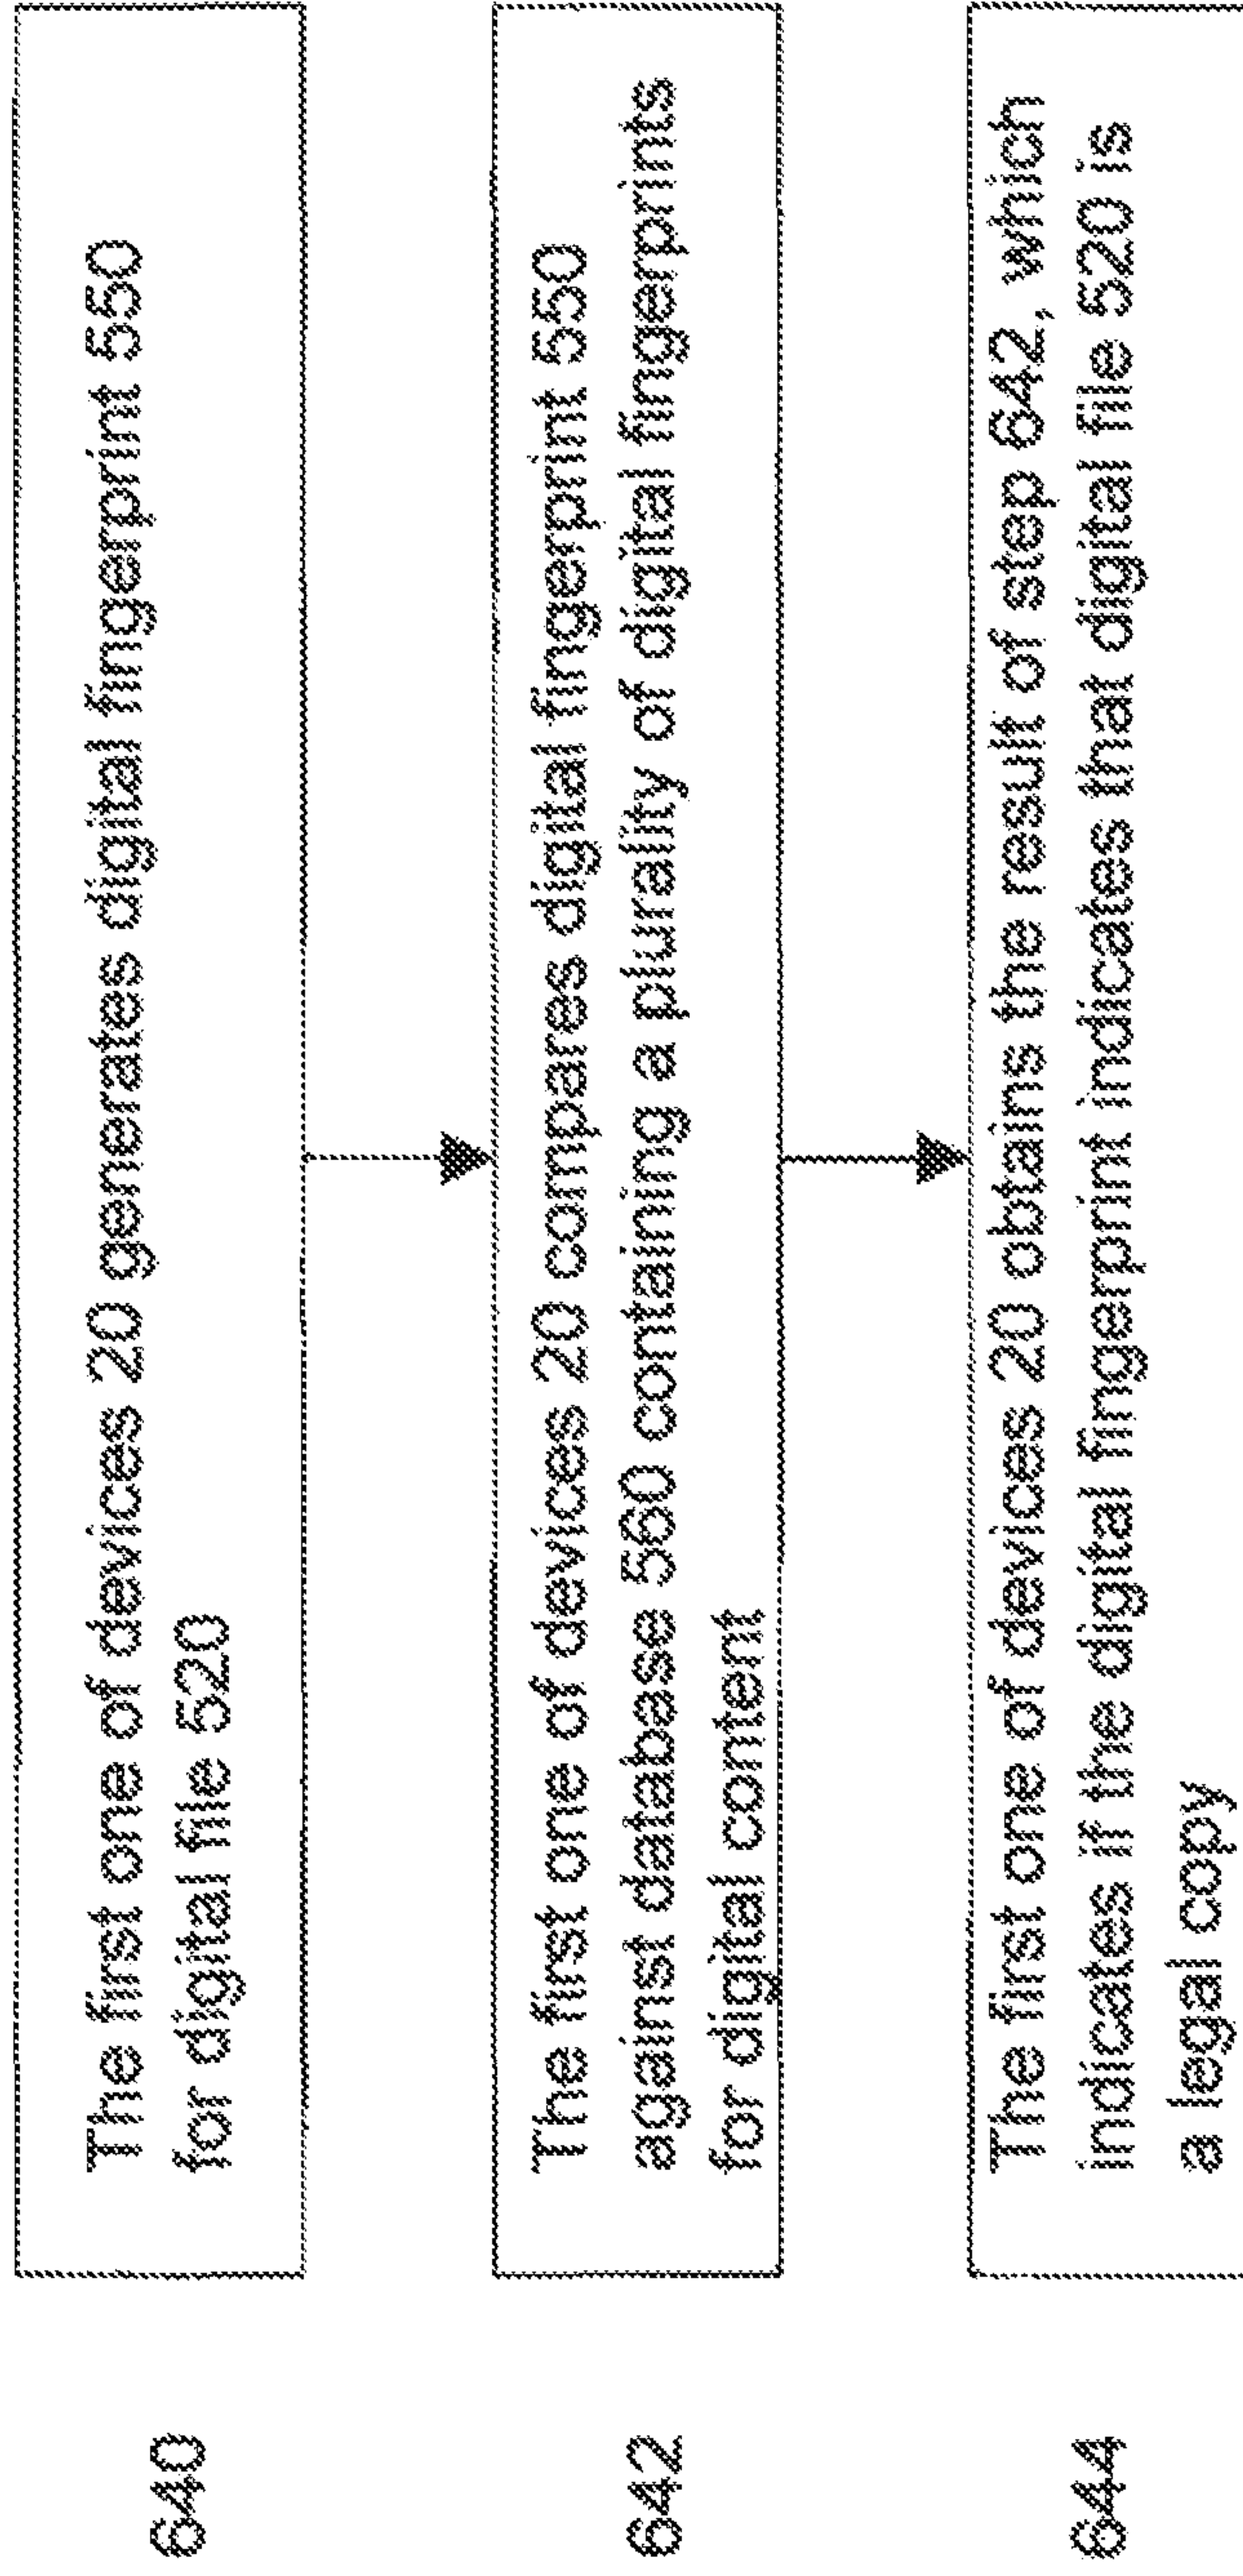 640
The first one of devices 20 generates digital fingerprint 550
for digital file 520
642
The first one of devices 20 compares digital fingerprint 550
against database 560 containing a plurality of digital fingerprints
for digital content
644
The first one of devices 20 obtains the result of step 642, which
indicates if the digital fingerprint indicates that digital file 520 is
a legal copy